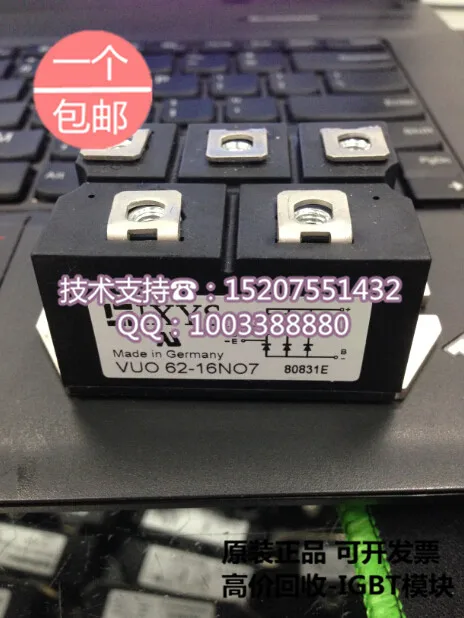 一个
包邮
技术支持☎：15207551432
QQ：1003388880
IXYS
-E
B
Made in Germany
VUO 62-16NO7
80831E
原装正品 可开发票
高价回收-IGBT模块